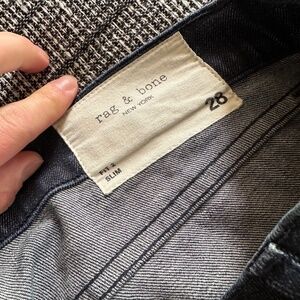 rag & bone
NEW YORK
28
FIT 2
SLIM